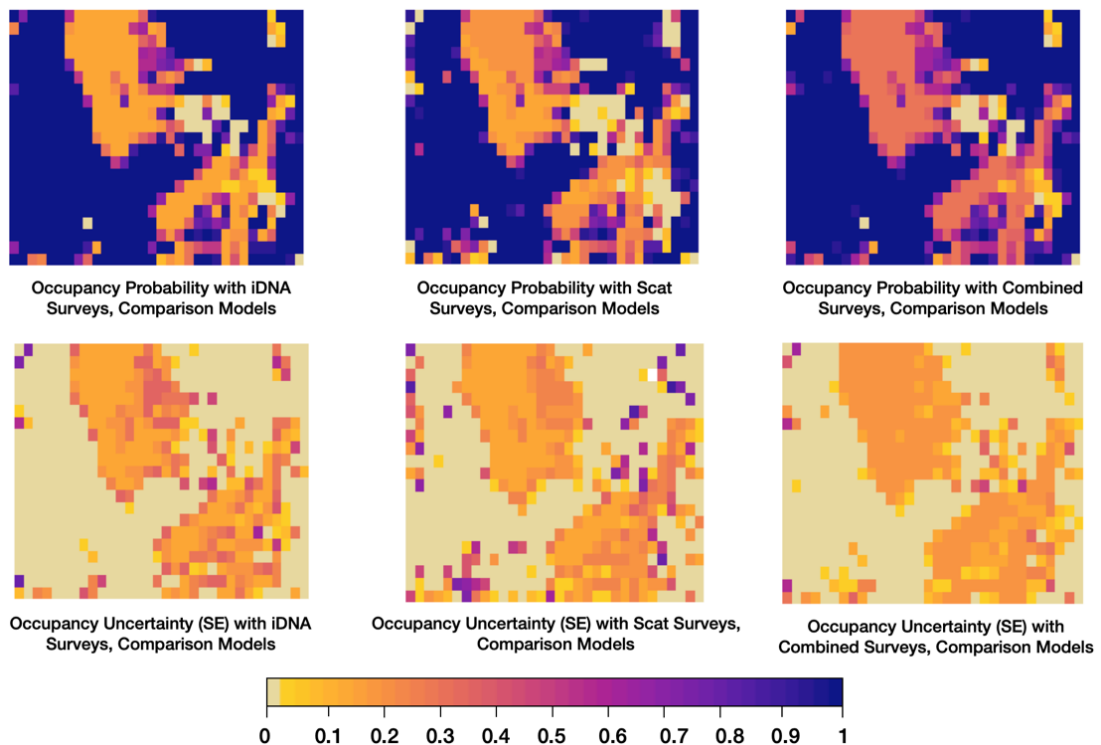 Occupancy Probability with iDNA
Surveys, Comparison Models
Occupancy Probability with Scat
Surveys, Comparison Models
Occupancy Probability with Combined
Surveys, Comparison Models
Occupancy Uncertainty (SE) with iDNA
Surveys, Comparison Models
Occupancy Uncertainty (SE) with Scat Surveys,
Comparison Models
Occupancy Uncertainty (SE) with
Combined Surveys, Comparison Models
0 0.1 0.2 0.3 0.4 0.5 0.6 0.7 0.8 0.9 1